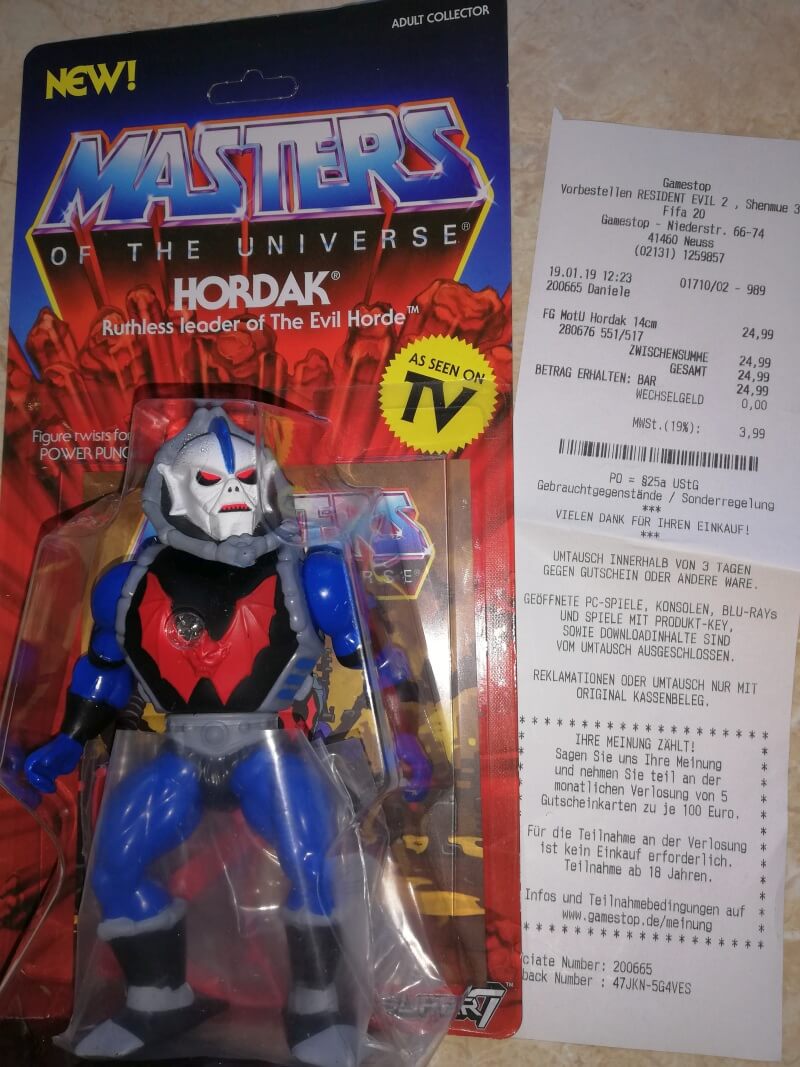 ADULT COLLECTOR
NEW!
MASTERS
OF THE UNIVERSE®
HORDAK®
Ruthless leader of The Evil Horde™
AS SEEN ON
TV
Figure twists for
POWER PUNC
Gamestop
Vorbestellen RESIDENT EVIL 2 , Shenmue 3
Fifa 20
Gamestop - Niederstr. 66-74
41460 Neuss
(02131) 1259857
19.01.19 12:23 01710/02 - 989
200665 Daniele
FG MotU Hordak 14cm 24,99
280676 551/517
ZWISCHENSUMME 24,99
GESAMT 24,99
BETRAG ERHALTEN: BAR 24,99
WECHSELGELD 0,00
MWSt.(19%): 3,99
PO = §25a UStG
Gebrauchtgegenstände / Sonderregelung
***
VIELEN DANK FÜR IHREN EINKAUF!
***
UMTAUSCH INNERHALB VON 3 TAGEN
GEGEN GUTSCHEIN ODER ANDERE WARE.
GEÖFFNETE PC-SPIELE, KONSOLEN, BLU-RAYs
UND SPIELE MIT PRODUKT-KEY,
SOWIE DOWNLOADINHALTE SIND
VOM UMTAUSCH AUSGESCHLOSSEN.
REKLAMATIONEN ODER UMTAUSCH NUR MIT
ORIGINAL KASSENBELEG.
* * * * * * * * * * * * * * * * * * *
* IHRE MEINUNG ZÄHLT! *
* Sagen Sie uns Ihre Meinung *
und nehmen Sie teil an der *
monatlichen Verlosung von 5 *
Gutscheinkarten zu je 100 Euro. *
Für die Teilnahme an der Verlosung *
ist kein Einkauf erforderlich. *
Teilnahme ab 18 Jahren. *
Infos und Teilnahmebedingungen auf *
www.gamestop.de/meinung *
* * * * * * * * * * * * * * * * * * *
ciate Number: 200665
back Number : 47JKN-5G4VES